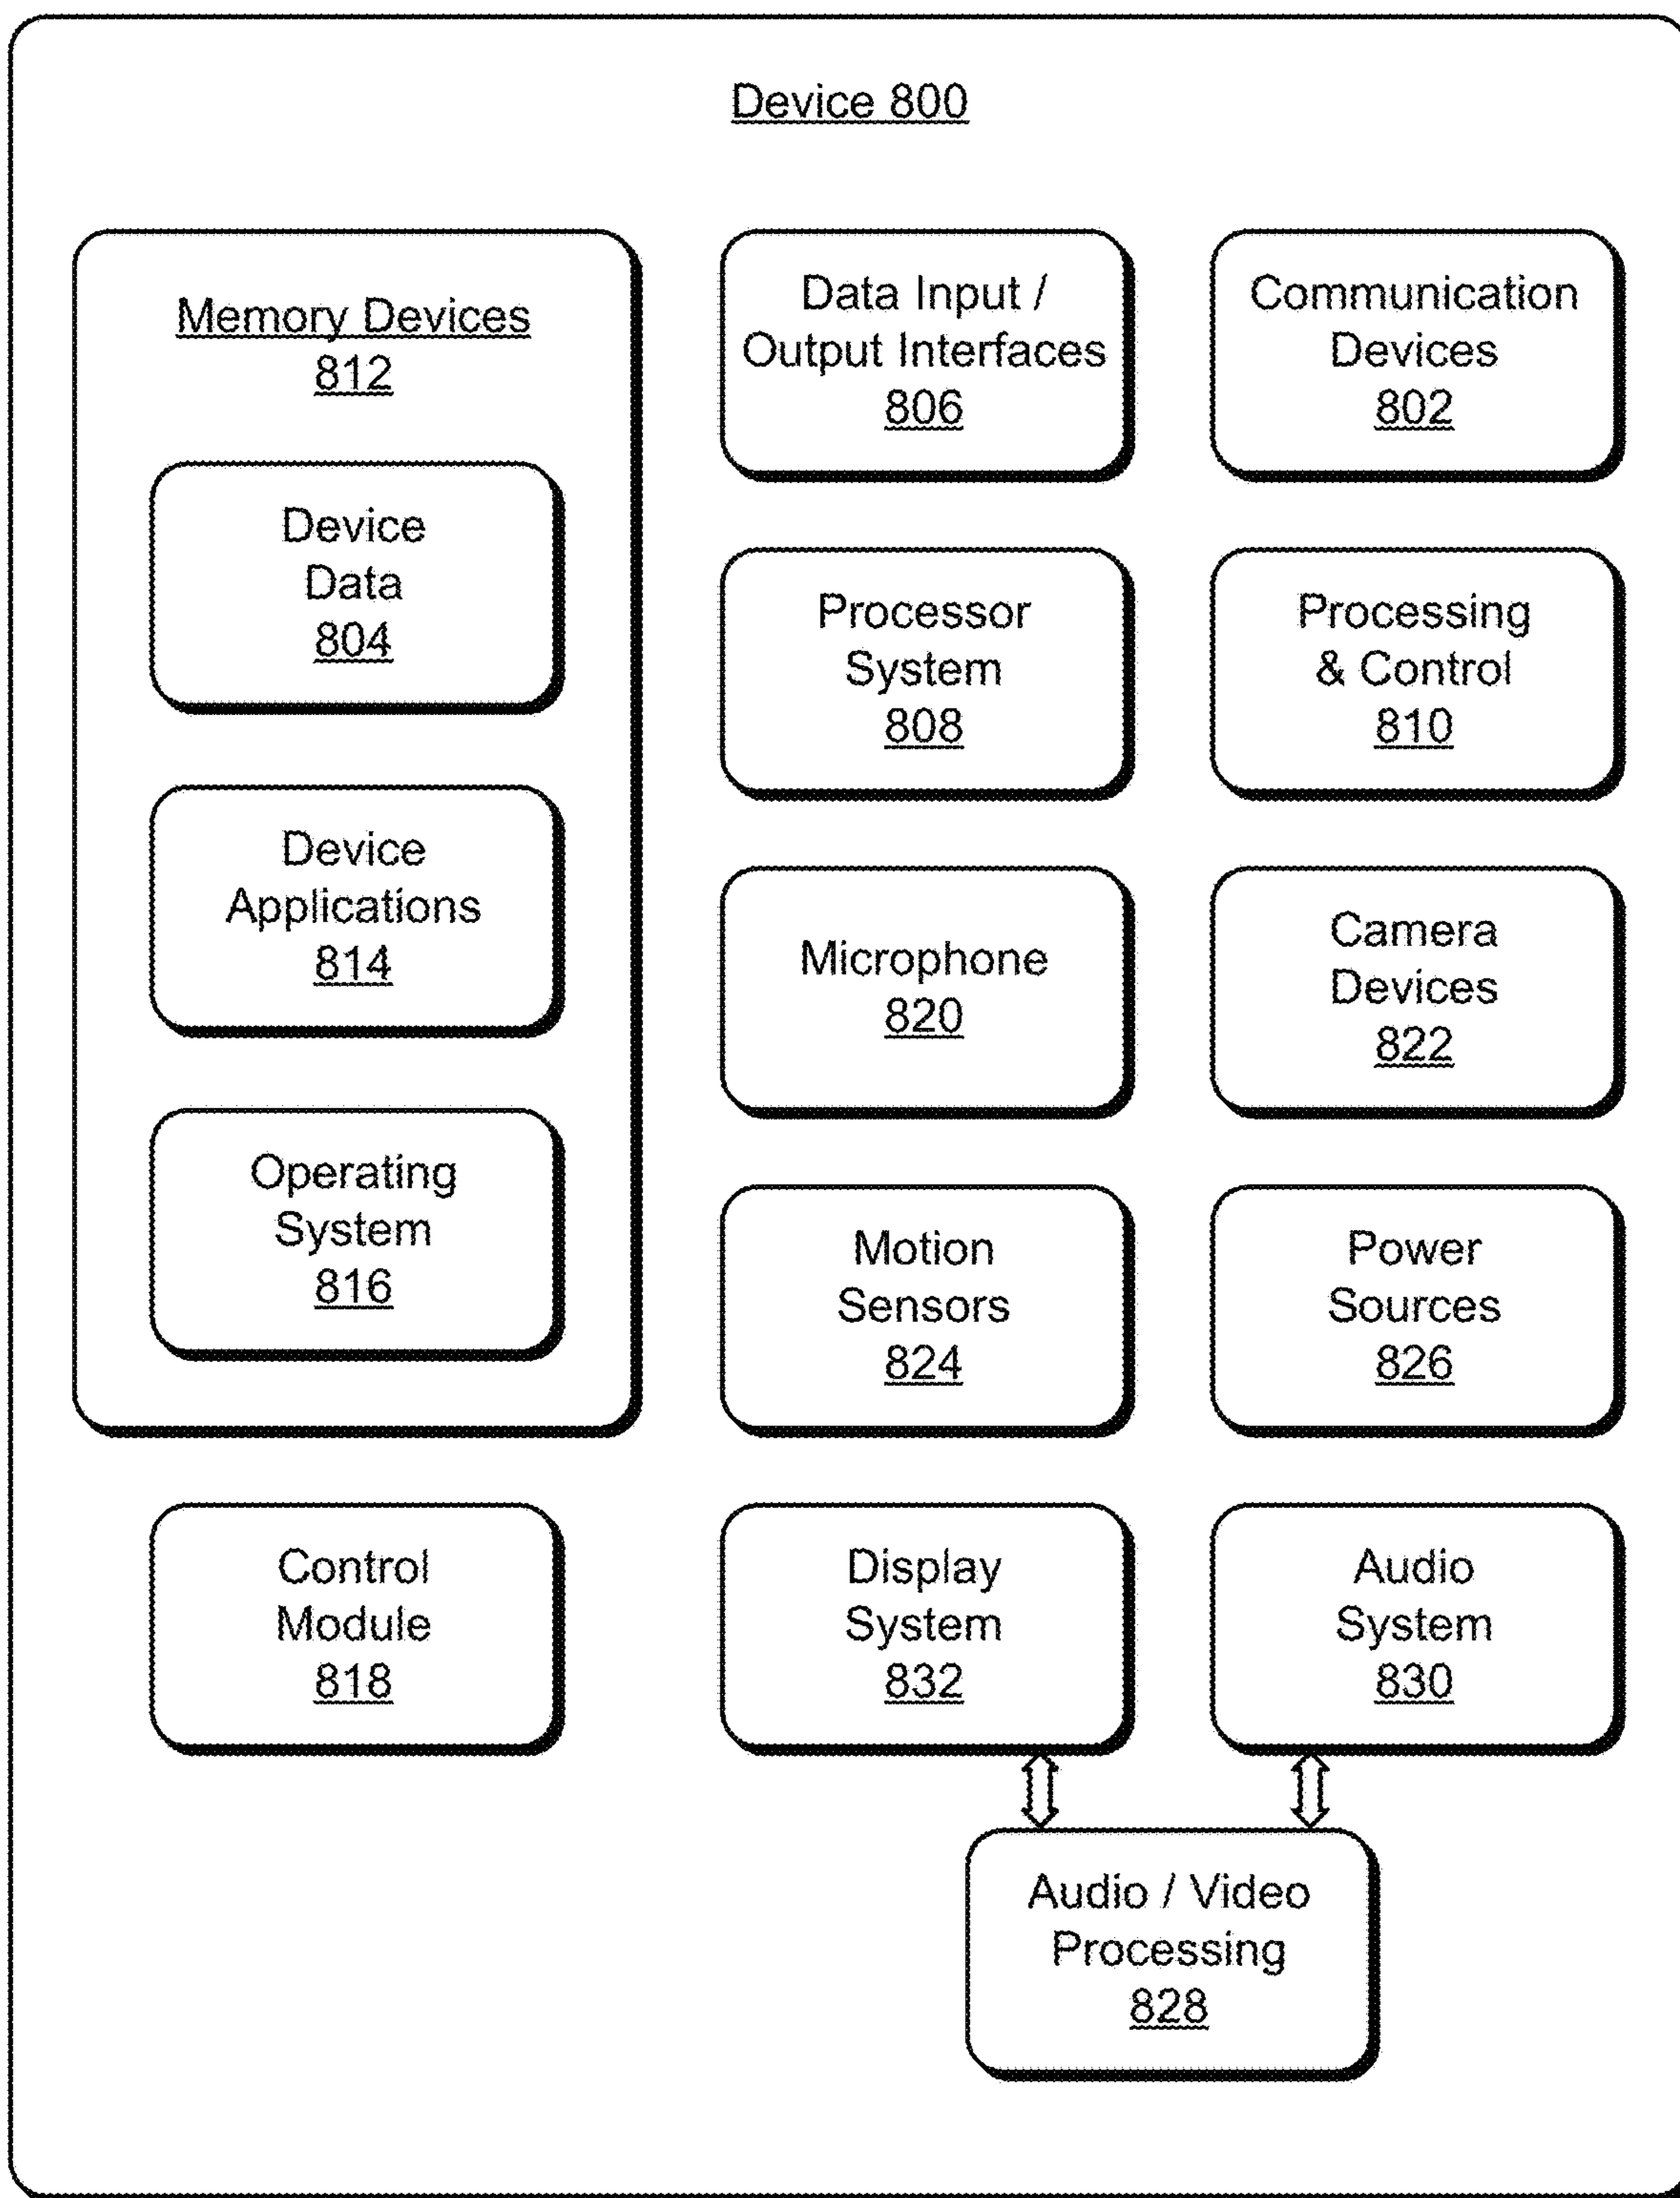 Device 800
Memory Devices
812
Device
Data
804
Device
Applications
814
Operating
System
816
Control
Module
818
Data Input /
Output Interfaces
806
Communication
Devices
802
Processor
System
808
Processing
& Control
810
Microphone
820
Camera
Devices
822
Motion
Sensors
824
Power
Sources
826
Display
System
832
Audio
System
830
Audio / Video
Processing
828